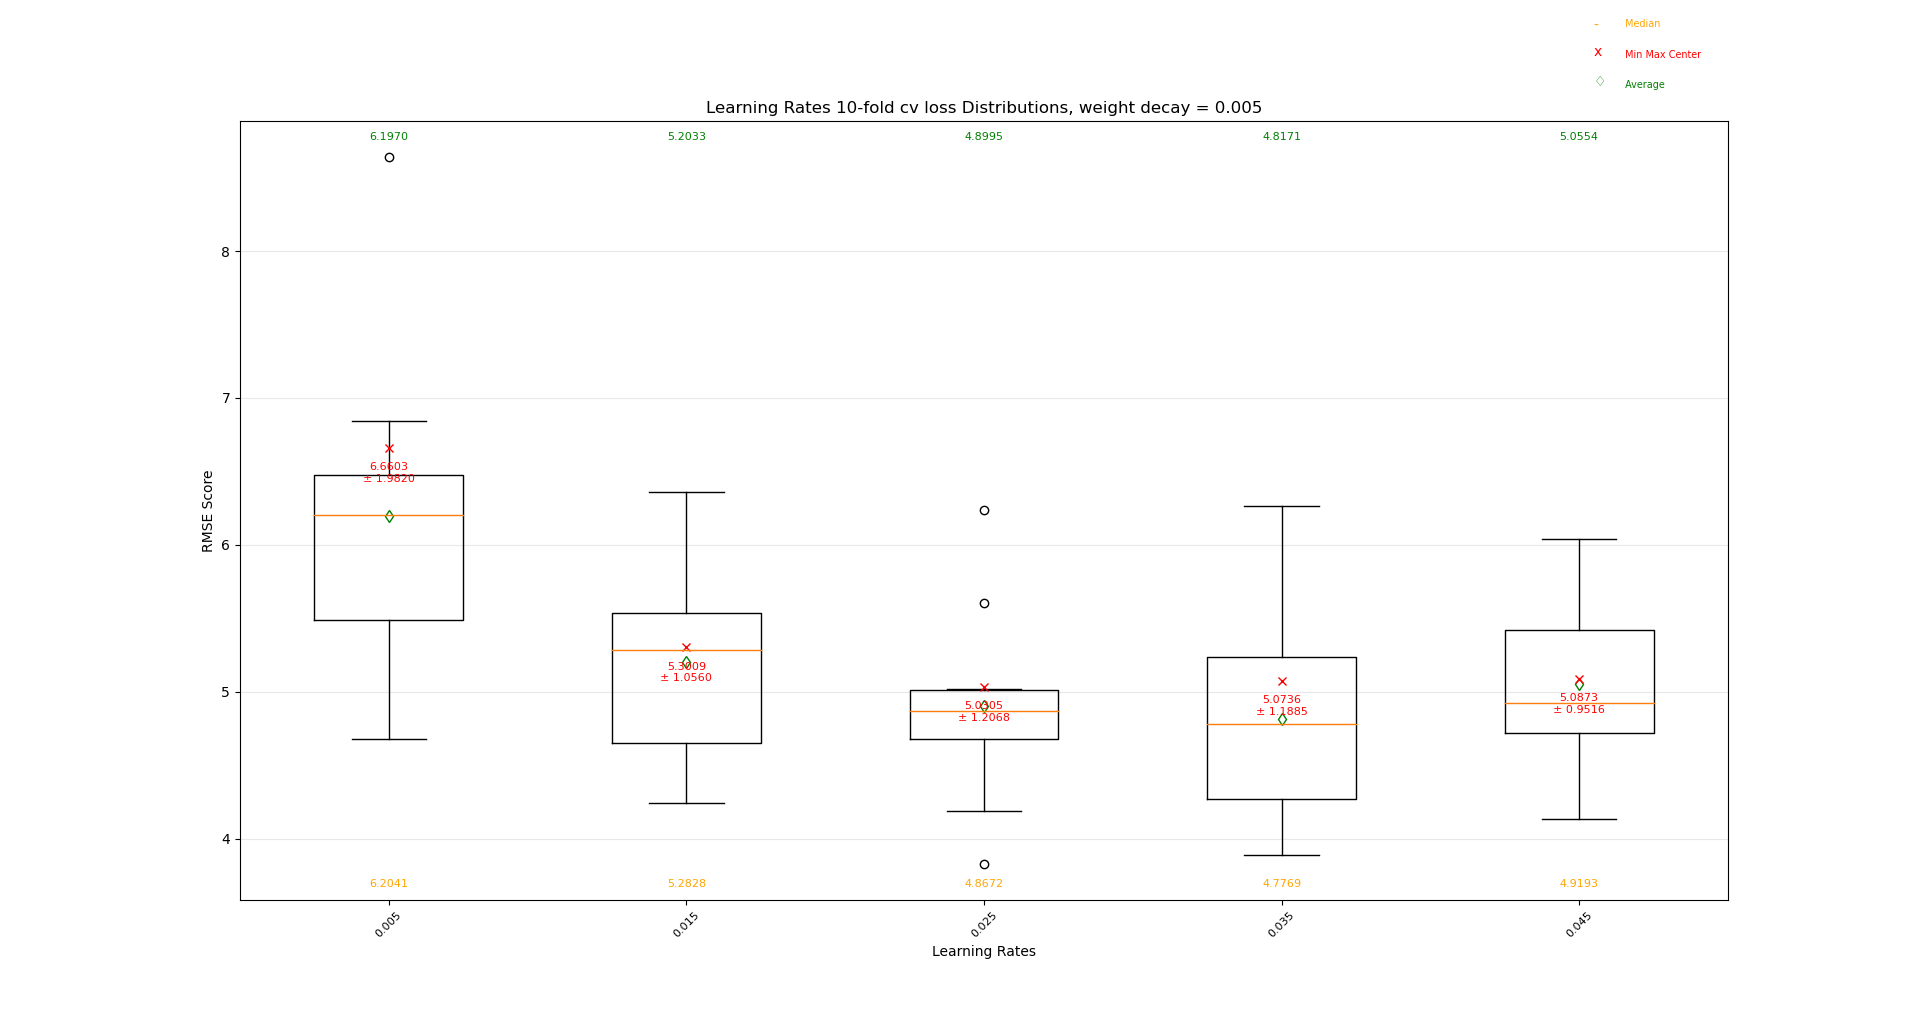 – Median
x Min Max Center
◇ Average
Learning Rates 10-fold cv loss Distributions, weight decay = 0.005
6.1970 5.2033 4.8995 4.8171 5.0554
8
7
6
5
4
RMSE Score
6.6603
± 1.9820
5.3009
± 1.0560
5.0305
± 1.2068
5.0736
± 1.1885
5.0873
± 0.9516
6.2041 5.2828 4.8672 4.7769 4.9193
0.005 0.015 0.025 0.035 0.045
Learning Rates